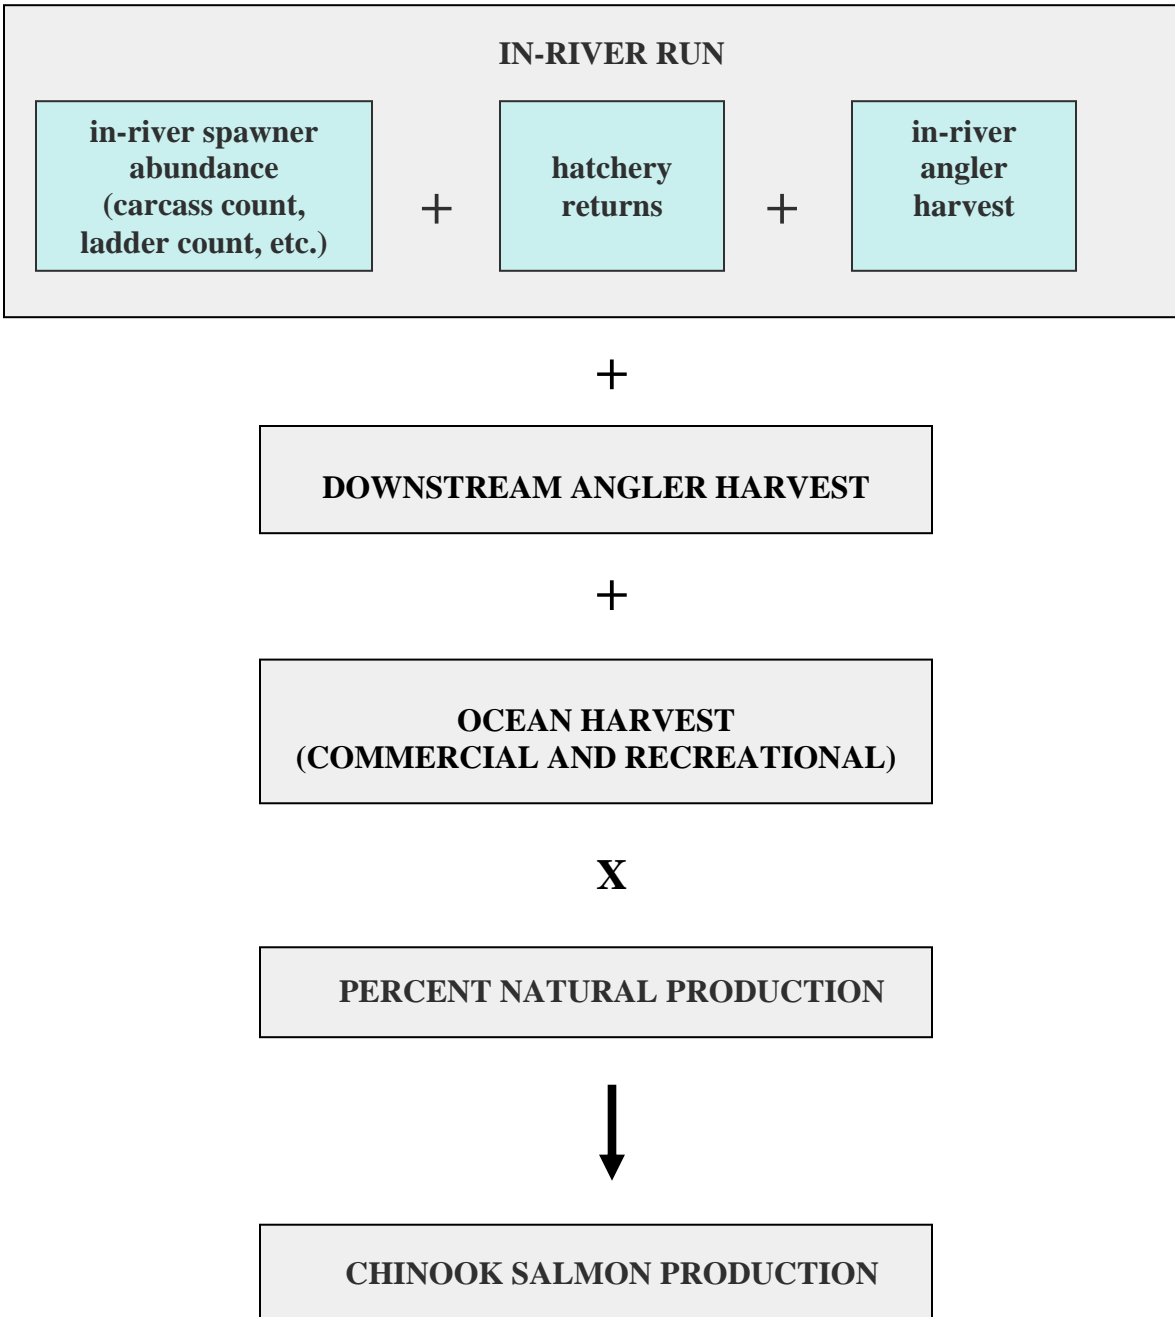 IN-RIVER RUN
in-river spawner
abundance
(carcass count,
ladder count, etc.)
+
hatchery
returns
+
in-river
angler
harvest
+
DOWNSTREAM ANGLER HARVEST
+
OCEAN HARVEST
(COMMERCIAL AND RECREATIONAL)
X
PERCENT NATURAL PRODUCTION
CHINOOK SALMON PRODUCTION